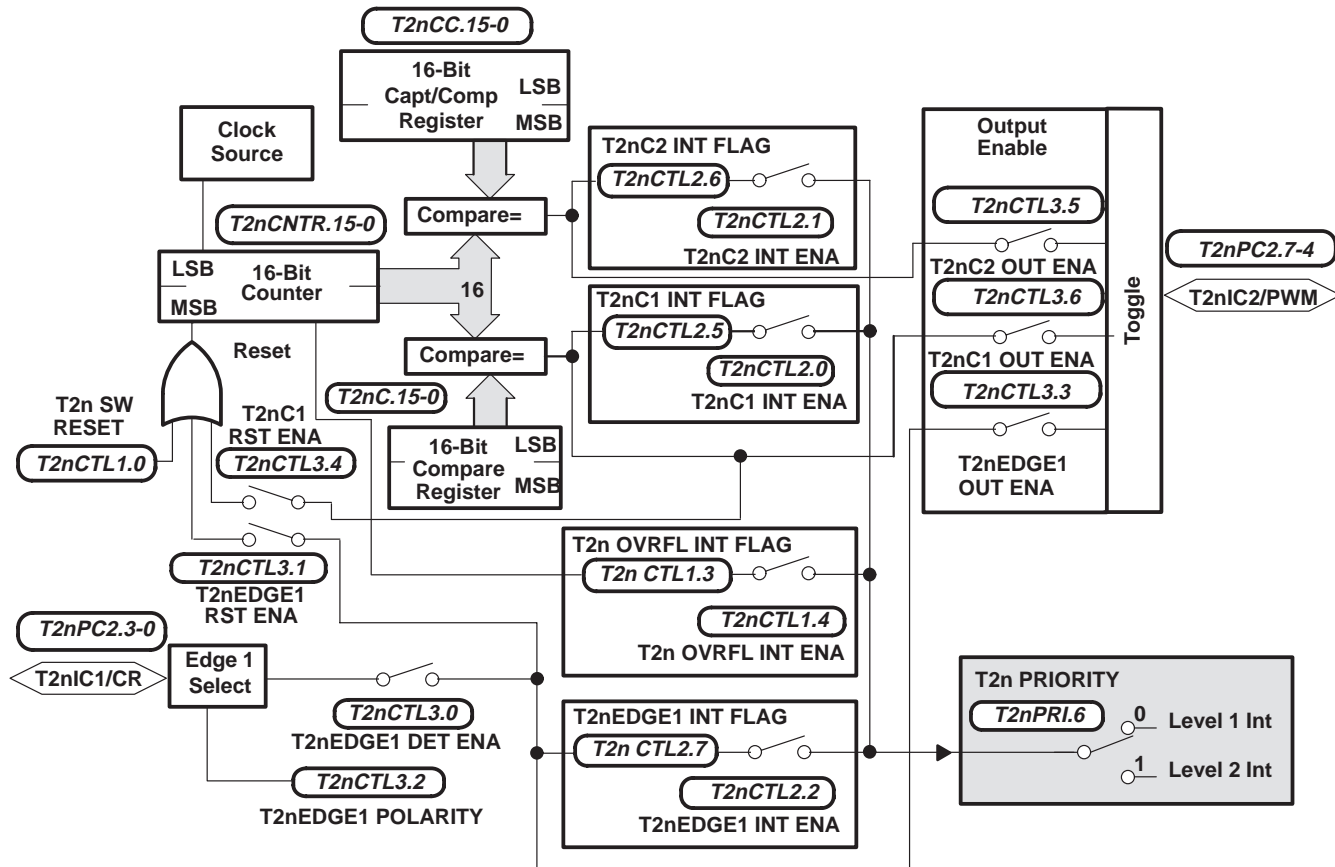 T2nCC.15-0
16-Bit
Capt/Comp
Register
LSB
MSB
Clock
Source
T2nCNTR.15-0
LSB
MSB
16-Bit
Counter
Compare=
16
Compare=
Reset
T2nC.15-0
16-Bit
Compare
Register
LSB
MSB
T2n SW
RESET
T2nCTL1.0
T2nC1
RST ENA
T2nCTL3.4
T2nCTL3.1
T2nEDGE1
RST ENA
T2nPC2.3-0
T2nIC1/CR
Edge 1
Select
T2nCTL3.0
T2nEDGE1 DET ENA
T2nCTL3.2
T2nEDGE1 POLARITY
T2nC2 INT FLAG
T2nCTL2.6
T2nCTL2.1
T2nC2 INT ENA
T2nC1 INT FLAG
T2nCTL2.5
T2nCTL2.0
T2nC1 INT ENA
T2n OVRFL INT FLAG
T2n CTL1.3
T2nCTL1.4
T2n OVRFL INT ENA
T2nEDGE1 INT FLAG
T2n CTL2.7
T2nCTL2.2
T2nEDGE1 INT ENA
Output
Enable
T2nCTL3.5
T2nC2 OUT ENA
T2nCTL3.6
T2nC1 OUT ENA
T2nCTL3.3
T2nEDGE1
OUT ENA
Toggle
T2nPC2.7-4
T2nIC2/PWM
T2n PRIORITY
T2nPRI.6
0
Level 1 Int
1
Level 2 Int